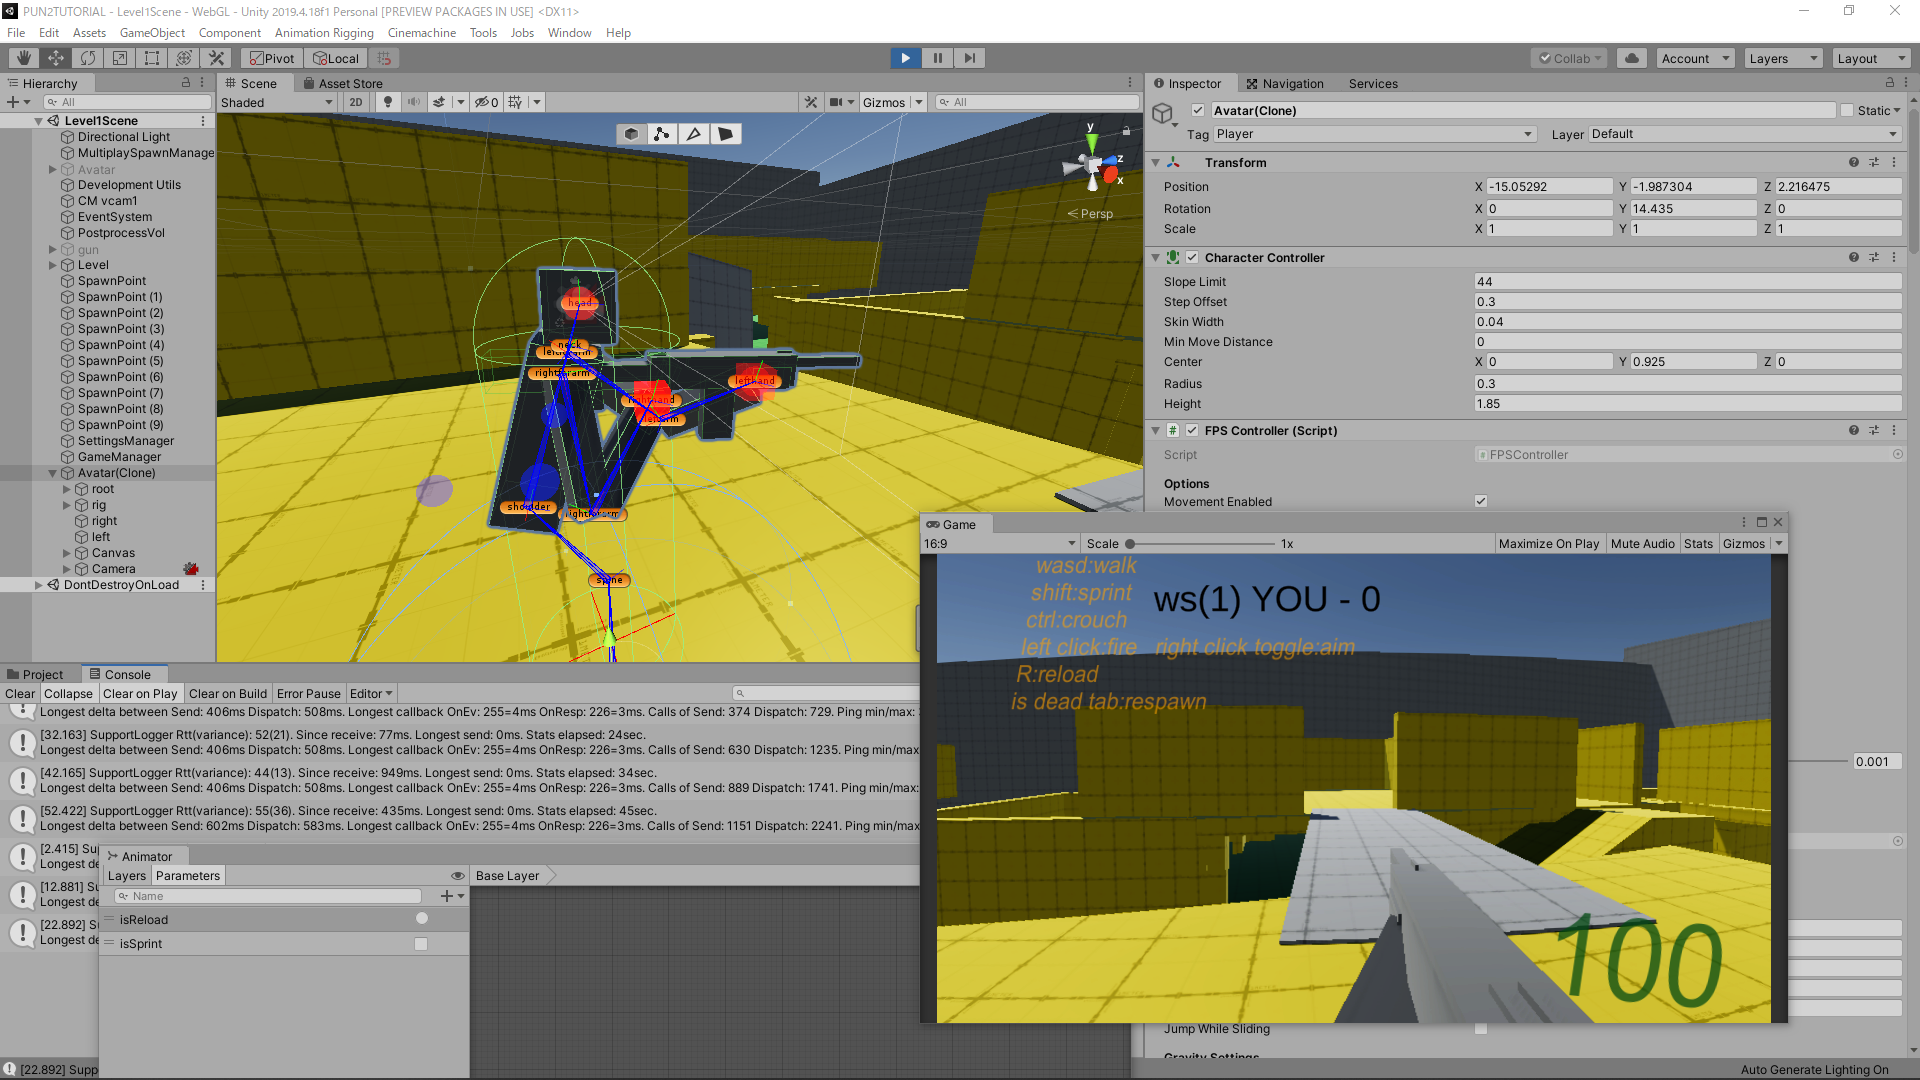 PUN2TUTORIAL - Level1Scene - WebGL - Unity 2019.4.18f1 Personal [PREVIEW PACKAGES IN USE] <DX11>
File Edit Assets GameObject Component Animation Rigging Cinemachine Tools Jobs Window Help
Pivot Local Collab Account Layers Layout
Hierarchy
All
Level1Scene
Directional Light
MultiplaySpawnManage
Avatar
Development Utils
CM vcam1
EventSystem
PostprocessVol
gun
Level
SpawnPoint
SpawnPoint (1)
SpawnPoint (2)
SpawnPoint (3)
SpawnPoint (4)
SpawnPoint (5)
SpawnPoint (6)
SpawnPoint (7)
SpawnPoint (8)
SpawnPoint (9)
SettingsManager
GameManager
Avatar(Clone)
root
rig
right
left
Canvas
Camera
DontDestroyOnLoad
Scene Asset Store
Shaded 2D 0 Gizmos All
y
z
x
Persp
head
neck
lefthand
shoulder
spine
Inspector Navigation Services
Avatar(Clone) Static
Tag Player Layer Default
Transform
Position X -15.05292 Y -1.987304 Z 2.216475
Rotation X 0 Y 14.435 Z 0
Scale X 1 Y 1 Z 1
Character Controller
Slope Limit 44
Step Offset 0.3
Skin Width 0.04
Min Move Distance 0
Center X 0 Y 0.925 Z 0
Radius 0.3
Height 1.85
FPS Controller (Script)
Script FPSController
Options
Movement Enabled
0.001
Jump While Sliding
Gravity Settings
Game
16:9 Scale 1x Maximize On Play Mute Audio Stats Gizmos
wasd:walk
shift:sprint
ws(1) YOU - 0
ctrl:crouch
left click:fire right click toggle:aim
R:reload
is dead tab:respawn
100
Project Console
Clear Collapse Clear on Play Clear on Build Error Pause Editor
Longest delta between Send: 406ms Dispatch: 508ms. Longest callback OnEv: 255=4ms OnResp: 226=3ms. Calls of Send: 374 Dispatch: 729. Ping min/max:
[32.163] SupportLogger Rtt(variance): 52(21). Since receive: 77ms. Longest send: 0ms. Stats elapsed: 24sec.
Longest delta between Send: 406ms Dispatch: 508ms. Longest callback OnEv: 255=4ms OnResp: 226=3ms. Calls of Send: 630 Dispatch: 1235. Ping min/max
[42.165] SupportLogger Rtt(variance): 44(13). Since receive: 949ms. Longest send: 0ms. Stats elapsed: 34sec.
Longest delta between Send: 406ms Dispatch: 508ms. Longest callback OnEv: 255=4ms OnResp: 226=3ms. Calls of Send: 889 Dispatch: 1741. Ping min/max:
[52.422] SupportLogger Rtt(variance): 55(36). Since receive: 435ms. Longest send: 0ms. Stats elapsed: 45sec.
Longest delta between Send: 602ms Dispatch: 583ms. Longest callback OnEv: 255=4ms OnResp: 226=3ms. Calls of Send: 1151 Dispatch: 2241. Ping min/max
[2.415] Sup
Longest de
[12.881] Su
Longest de
[22.892] S
Longest de
Animator
Layers Parameters Base Layer
Name
isReload
isSprint
[22.892] Supp
Auto Generate Lighting On